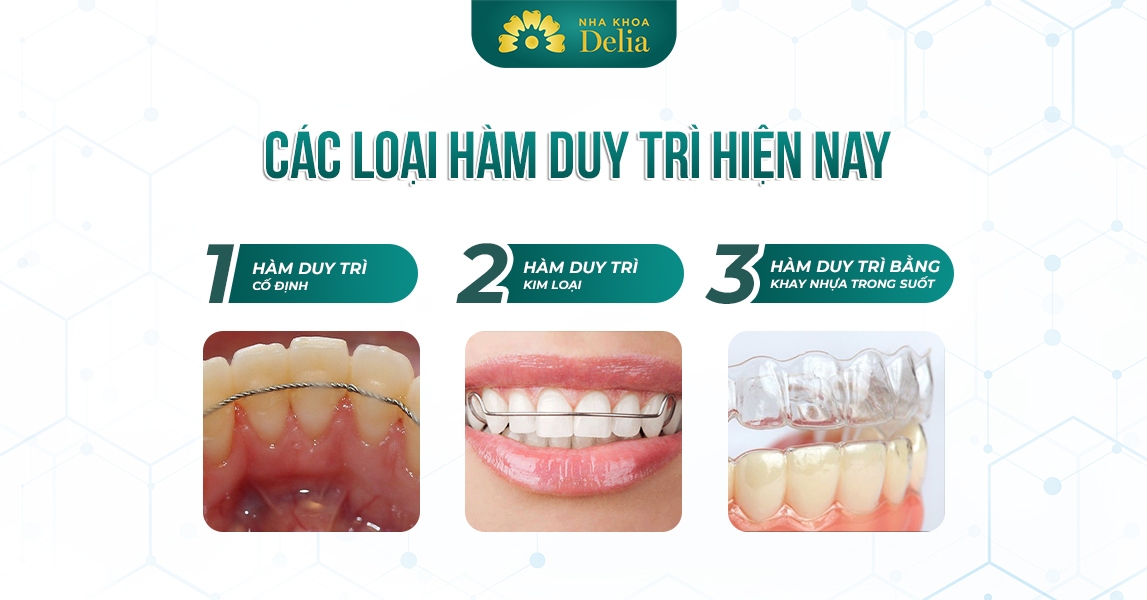 NHA KHOA
Delia
CÁC LOẠI HÀM DUY TRÌ HIỆN NAY
1
HÀM DUY TRÌ
CỐ ĐỊNH
2
HÀM DUY TRÌ
KIM LOẠI
3
HÀM DUY TRÌ BẰNG
KHAY NHỰA TRONG SUỐT